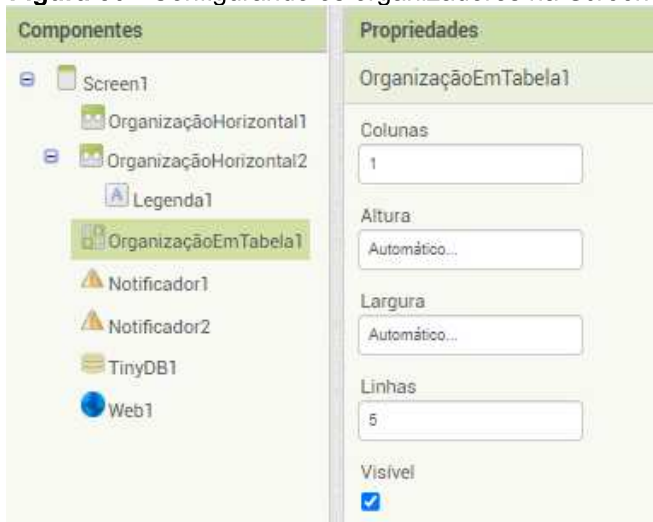 Componentes
Screen1
OrganizaçãoHorizontal1
OrganizaçãoHorizontal2
A Legenda1
OrganizaçãoEmTabela1
Notificador1
Notificador2
TinyDB1
Web1
Propriedades
OrganizaçãoEmTabela1
Colunas
1
Altura
Automático...
Largura
Automático...
Linhas
5
Visível